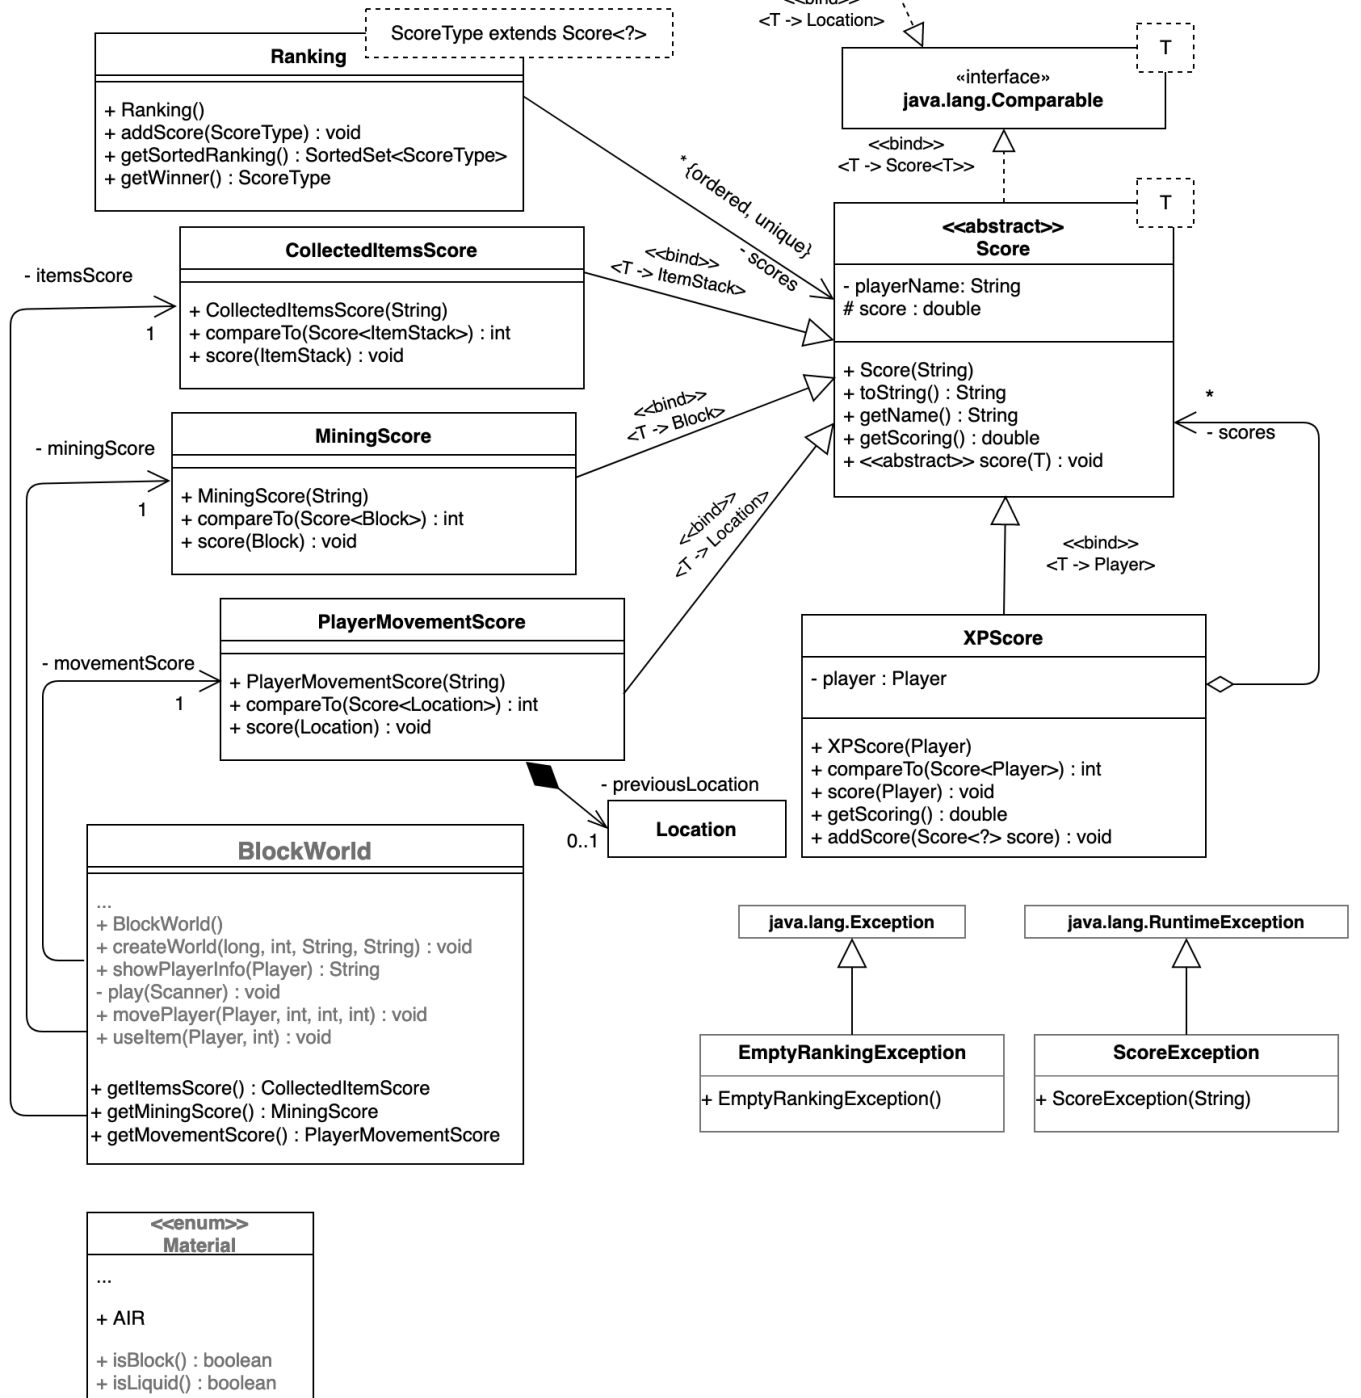 <<bind>>
<T -> Location>
ScoreType extends Score<?>
Ranking
+ Ranking()
+ addScore(ScoreType) : void
+ getSortedRanking() : SortedSet<ScoreType>
+ getWinner() : ScoreType
T
«interface»
java.lang.Comparable
<<bind>>
<T -> Score<T>>
* {ordered, unique}
- scores
T
<<abstract>>
Score
- playerName: String
# score : double
+ Score(String)
+ toString() : String
+ getName() : String
+ getScoring() : double
+ <<abstract>> score(T) : void
CollectedItemsScore
+ CollectedItemsScore(String)
+ compareTo(Score<ItemStack>) : int
+ score(ItemStack) : void
- itemsScore
1
<<bind>>
<T -> ItemStack>
MiningScore
+ MiningScore(String)
+ compareTo(Score<Block>) : int
+ score(Block) : void
- miningScore
1
<<bind>>
<T -> Block>
*
- scores
PlayerMovementScore
+ PlayerMovementScore(String)
+ compareTo(Score<Location>) : int
+ score(Location) : void
- movementScore
1
<<bind>>
<T -> Location>
<<bind>>
<T -> Player>
XPScore
- player : Player
+ XPScore(Player)
+ compareTo(Score<Player>) : int
+ score(Player) : void
+ getScoring() : double
+ addScore(Score<?> score) : void
- previousLocation
0..1
Location
BlockWorld
...
+ BlockWorld()
+ createWorld(long, int, String, String) : void
+ showPlayerInfo(Player) : String
- play(Scanner) : void
+ movePlayer(Player, int, int, int) : void
+ useItem(Player, int) : void
+ getItemsScore() : CollectedItemScore
+ getMiningScore() : MiningScore
+ getMovementScore() : PlayerMovementScore
java.lang.Exception
java.lang.RuntimeException
EmptyRankingException
+ EmptyRankingException()
ScoreException
+ ScoreException(String)
<<enum>>
Material
...
+ AIR
+ isBlock() : boolean
+ isLiquid() : boolean